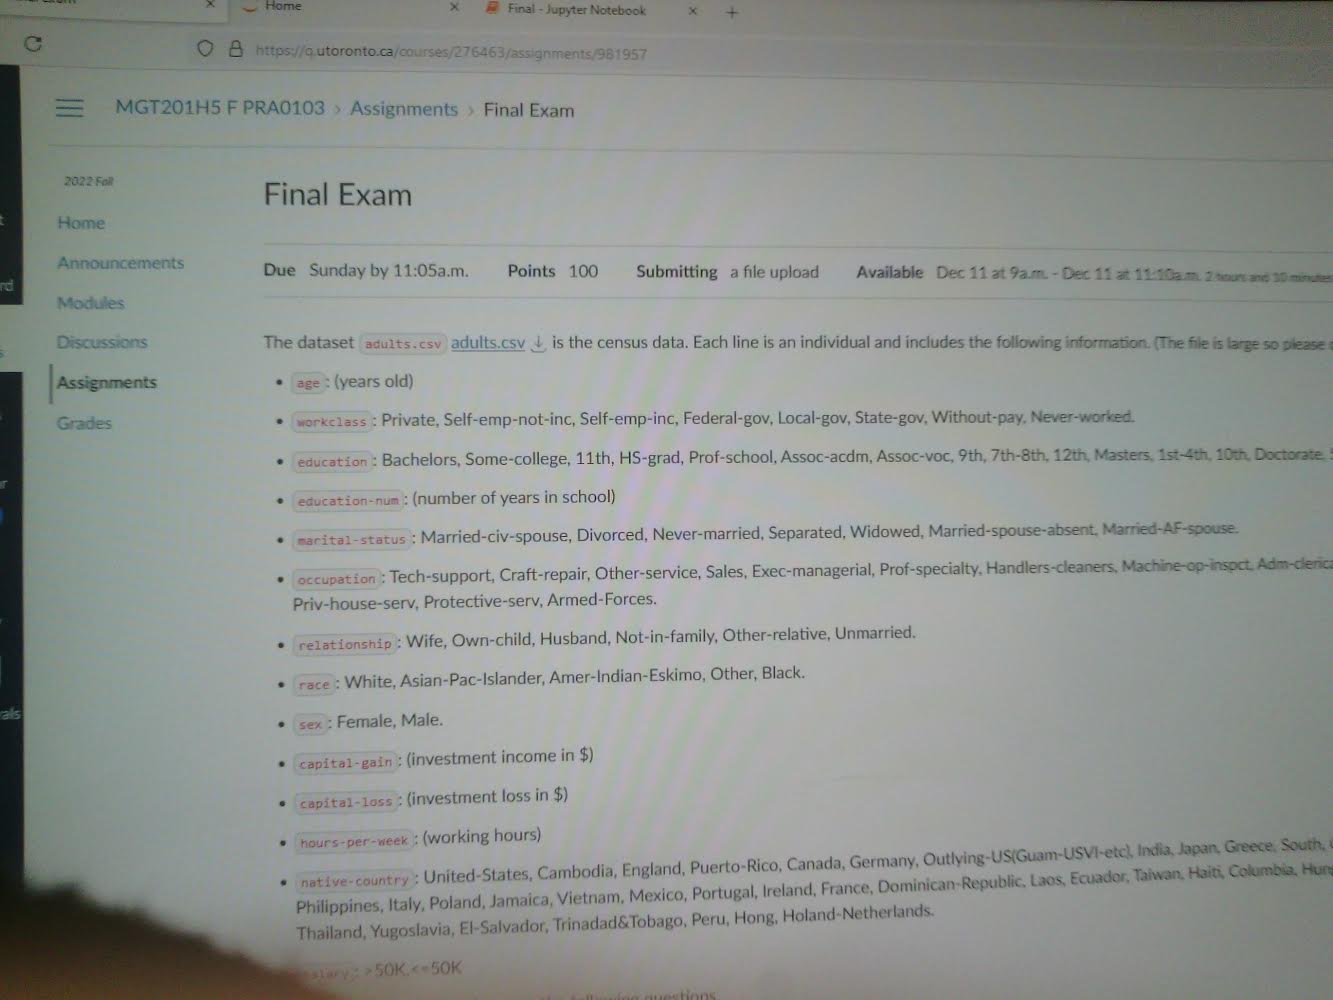 Home
Final - Jupyter Notebook
https://q.utoronto.ca/courses/276463/assignments/981957
MGT201H5 F PRA0103 › Assignments › Final Exam
2022 Fall
Final Exam
Home
Announcements
Modules
Discussions
Assignments
Grades
Due Sunday by 11:05a.m. Points 100 Submitting a file upload Available Dec 11 at 9a.m. - Dec 11 at 11:10a.m. 2 hours and 10 minutes
The dataset adults.csv adults.csv is the census data. Each line is an individual and includes the following information. (The file is large so please
• age : (years old)
• workclass : Private, Self-emp-not-inc, Self-emp-inc, Federal-gov, Local-gov, State-gov, Without-pay, Never-worked.
• education : Bachelors, Some-college, 11th, HS-grad, Prof-school, Assoc-acdm, Assoc-voc, 9th, 7th-8th, 12th, Masters, 1st-4th, 10th, Doctorate,
• education-num : (number of years in school)
• marital-status : Married-civ-spouse, Divorced, Never-married, Separated, Widowed, Married-spouse-absent, Married-AF-spouse.
• occupation : Tech-support, Craft-repair, Other-service, Sales, Exec-managerial, Prof-specialty, Handlers-cleaners, Machine-op-inspct, Adm-cleric
Priv-house-serv, Protective-serv, Armed-Forces.
• relationship : Wife, Own-child, Husband, Not-in-family, Other-relative, Unmarried.
• race : White, Asian-Pac-Islander, Amer-Indian-Eskimo, Other, Black.
• sex : Female, Male.
• capital-gain : (investment income in $)
• capital-loss : (investment loss in $)
• hours-per-week : (working hours)
• native-country : United-States, Cambodia, England, Puerto-Rico, Canada, Germany, Outlying-US(Guam-USVI-etc), India, Japan, Greece, South,
Philippines, Italy, Poland, Jamaica, Vietnam, Mexico, Portugal, Ireland, France, Dominican-Republic, Laos, Ecuador, Taiwan, Haiti, Columbia, Hun
Thailand, Yugoslavia, El-Salvador, Trinadad&Tobago, Peru, Hong, Holand-Netherlands.
salary : >50K,<=50K
following questions